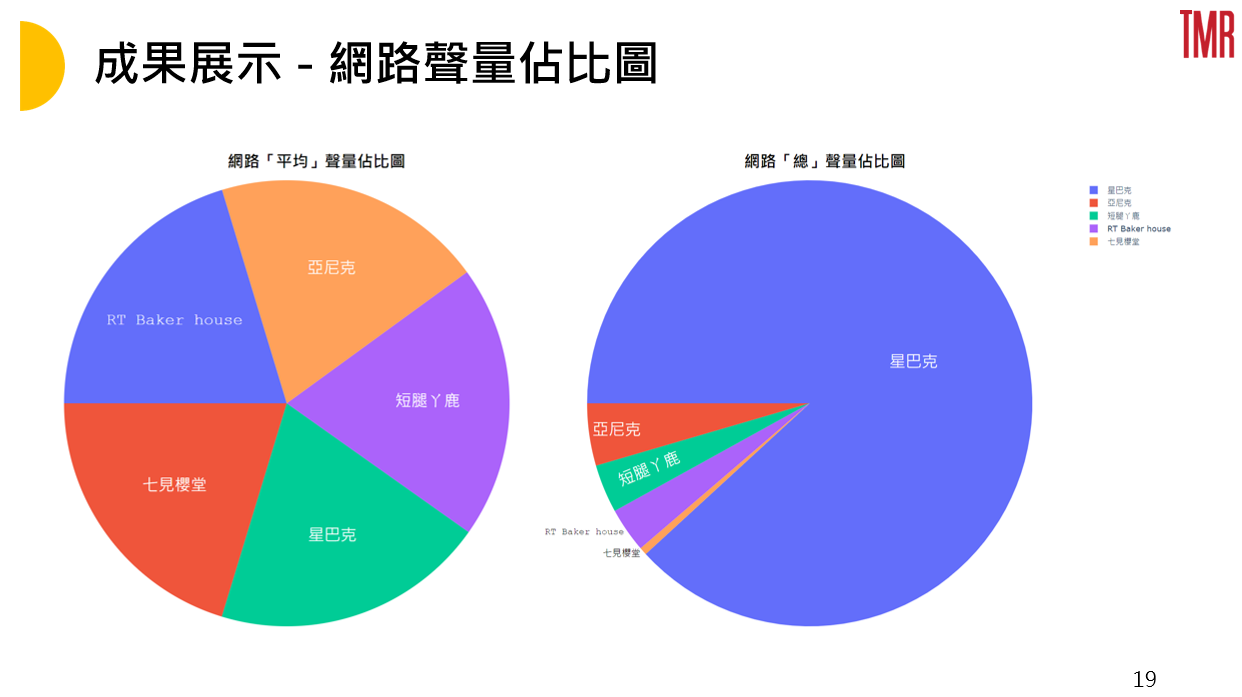 TMR
成果展示 - 網路聲量佔比圖
網路「平均」聲量佔比圖
亞尼克
RT Baker house
短腿ㄚ鹿
七見櫻堂
星巴克
網路「總」聲量佔比圖
星巴克
亞尼克
短腿ㄚ鹿
RT Baker house
七見櫻堂
星巴克
亞尼克
短腿ㄚ鹿
RT Baker house
七見櫻堂
19